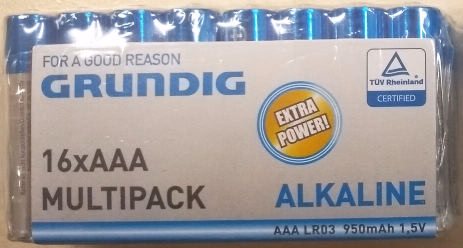 FOR A GOOD REASON
GRUNDIG
TÜV Rheinland
CERTIFIED
EXTRA
POWER!
16xAAA
MULTIPACK
ALKALINE
AAA LR03 950mAh 1,5V